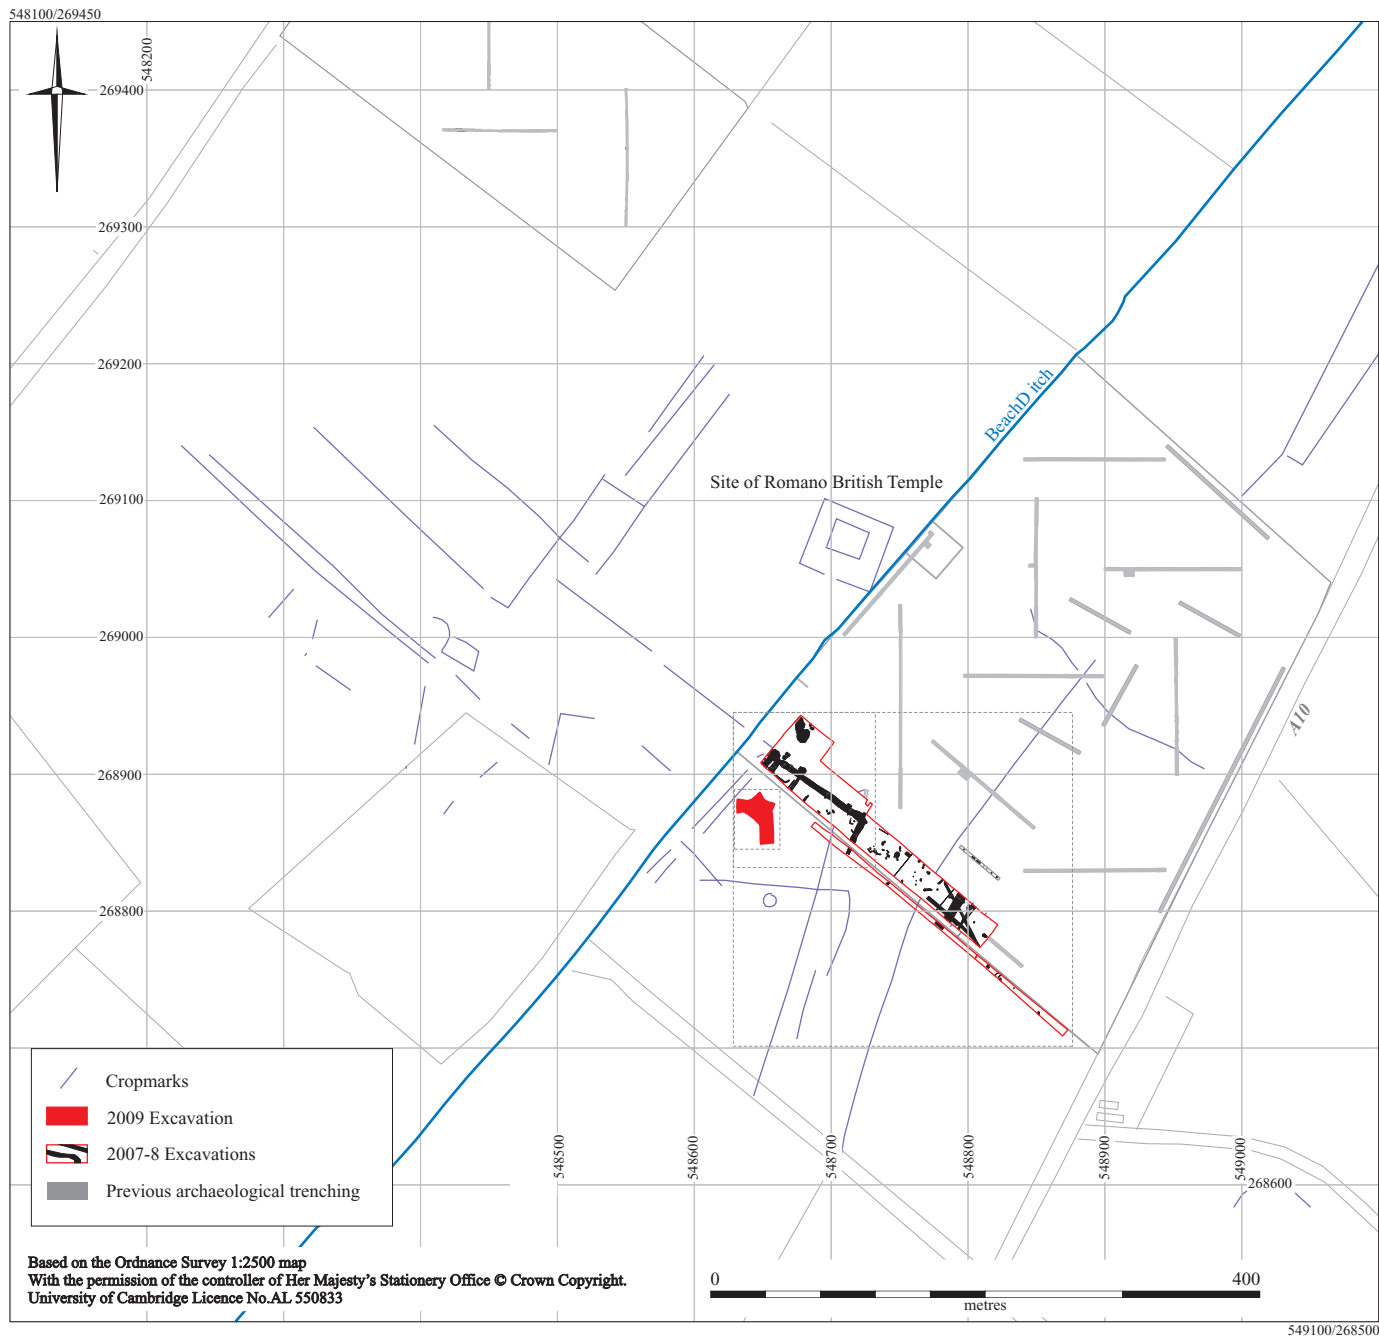 548100/269450
548200
269400
269300
269200
BeachD itch
Site of Romano British Temple
269100
269000
A10
268900
268800
Cropmarks
2009 Excavation
2007-8 Excavations
Previous archaeological trenching
548500
548600
548700
548800
548900
549000
268600
Based on the Ordnance Survey 1:2500 map
With the permission of the controller of Her Majesty's Stationery Office © Crown Copyright.
University of Cambridge Licence No.AL 550833
0
400
metres
549100/268500